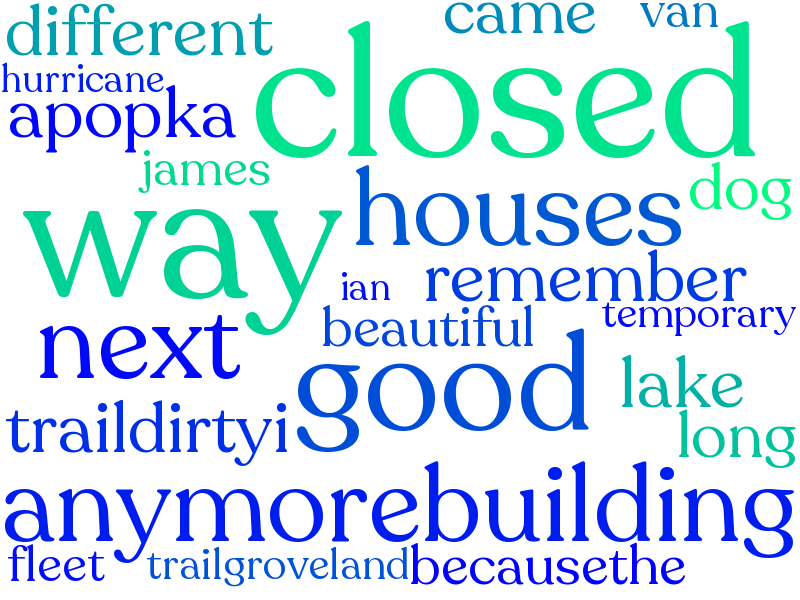 different came van
closed
hurricane
apopka
james
houses dog
way
remember
ian
temporary
next beautiful
good
lake
traildirtyi long
anymorebuilding
fleet trailgroveland becausethe